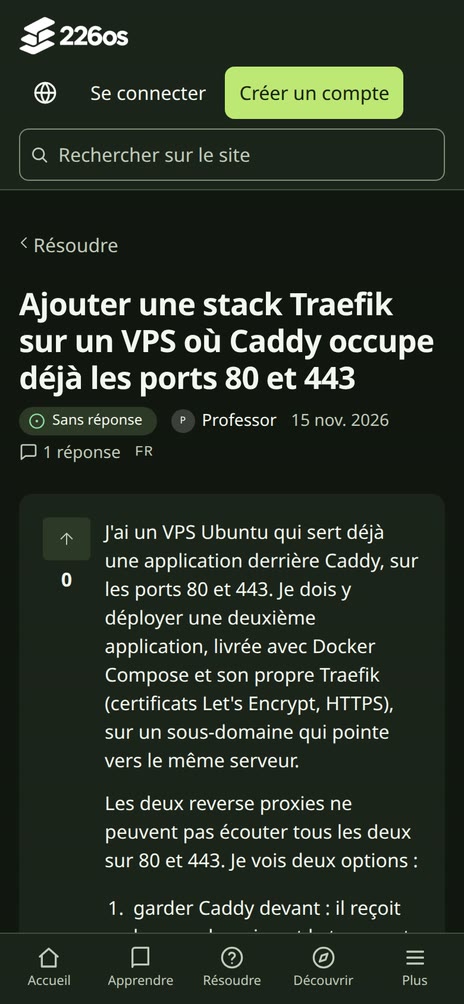 226os
Se connecter
Créer un compte
Rechercher sur le site
Résoudre
Ajouter une stack Traefik
sur un VPS où Caddy occupe
déjà les ports 80 et 443
Sans réponse
P
Professor
15 nov. 2026
1 réponse
FR
0
J'ai un VPS Ubuntu qui sert déjà
une application derrière Caddy, sur
les ports 80 et 443. Je dois y
déployer une deuxième
application, livrée avec Docker
Compose et son propre Traefik
(certificats Let's Encrypt, HTTPS),
sur un sous-domaine qui pointe
vers le même serveur.
Les deux reverse proxies ne
peuvent pas écouter tous les deux
sur 80 et 443. Je vois deux options :
1. garder Caddy devant : il reçoit
Accueil
Apprendre
Résoudre
Découvrir
Plus